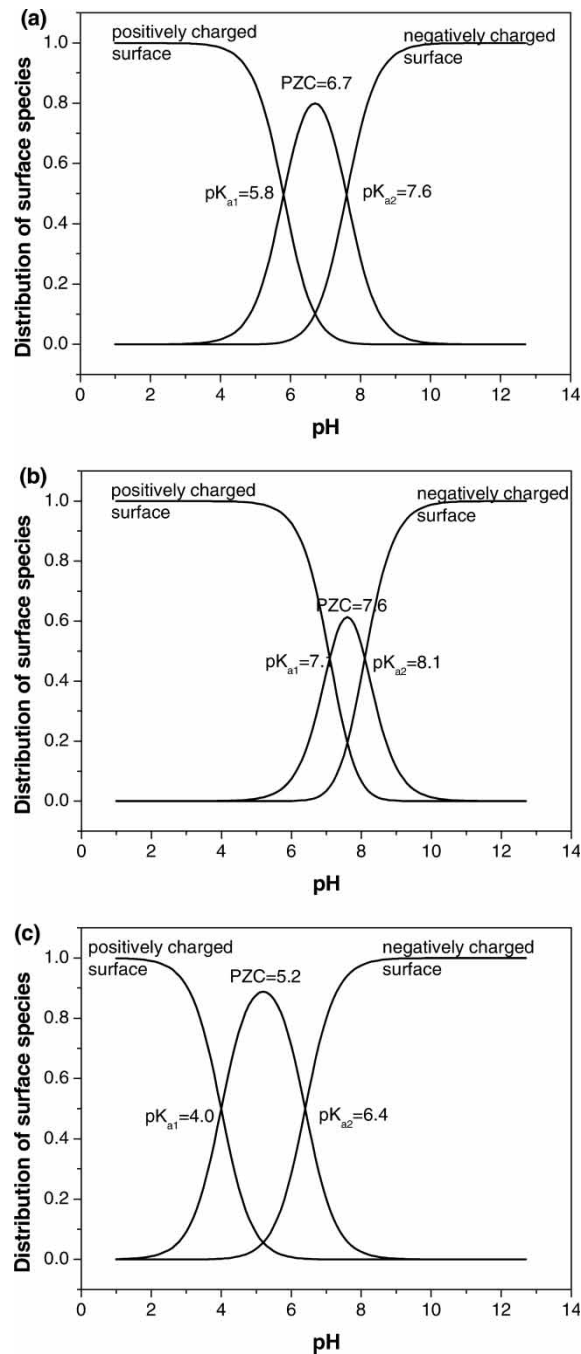 (a)
positively charged
surface
negatively charged
surface
PZC=6.7
pKa1=5.8
pKa2=7.6
1.0
0.8
0.6
0.4
0.2
0.0
Distribution of surface species
0 2 4 6 8 10 12 14
pH
(b)
positively charged
surface
negatively charged
surface
PZC=7.6
pKa1=7.1
pKa2=8.1
1.0
0.8
0.6
0.4
0.2
0.0
Distribution of surface species
0 2 4 6 8 10 12 14
pH
(c)
positively charged
surface
negatively charged
surface
PZC=5.2
pKa1=4.0
pKa2=6.4
1.0
0.8
0.6
0.4
0.2
0.0
Distribution of surface species
0 2 4 6 8 10 12 14
pH